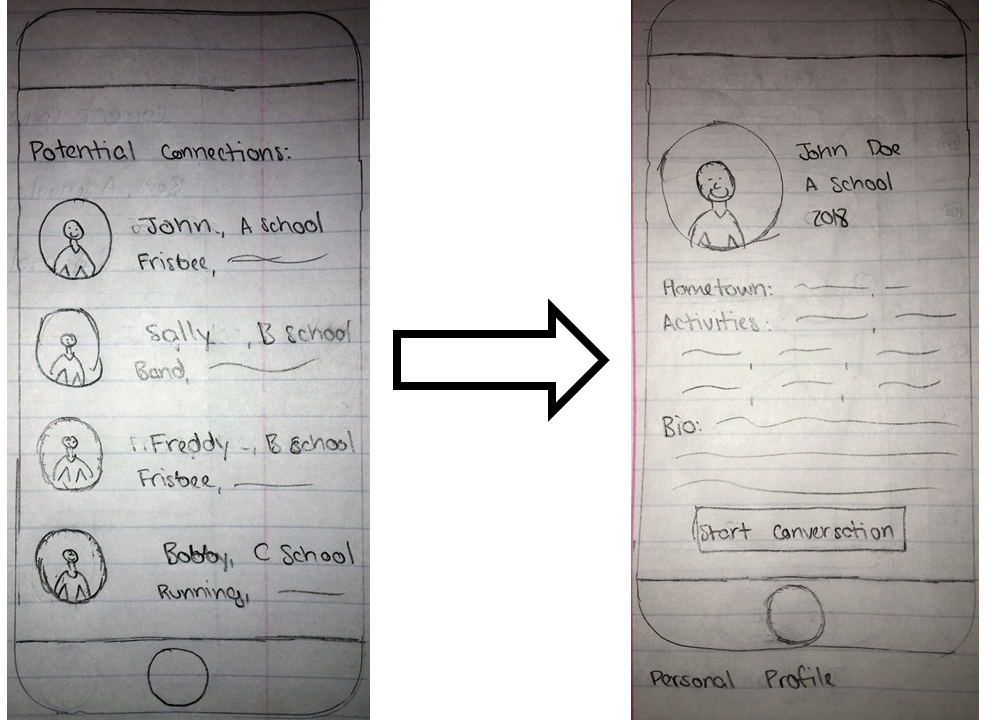 Potential Connections:
John, A School
Frisbee,
Sally, B School
Band,
Freddy, B School
Frisbee,
Bobby, C School
Running,
John Doe
A School
2018
Hometown:
Activities:
Bio:
Start Conversation
Personal Profile